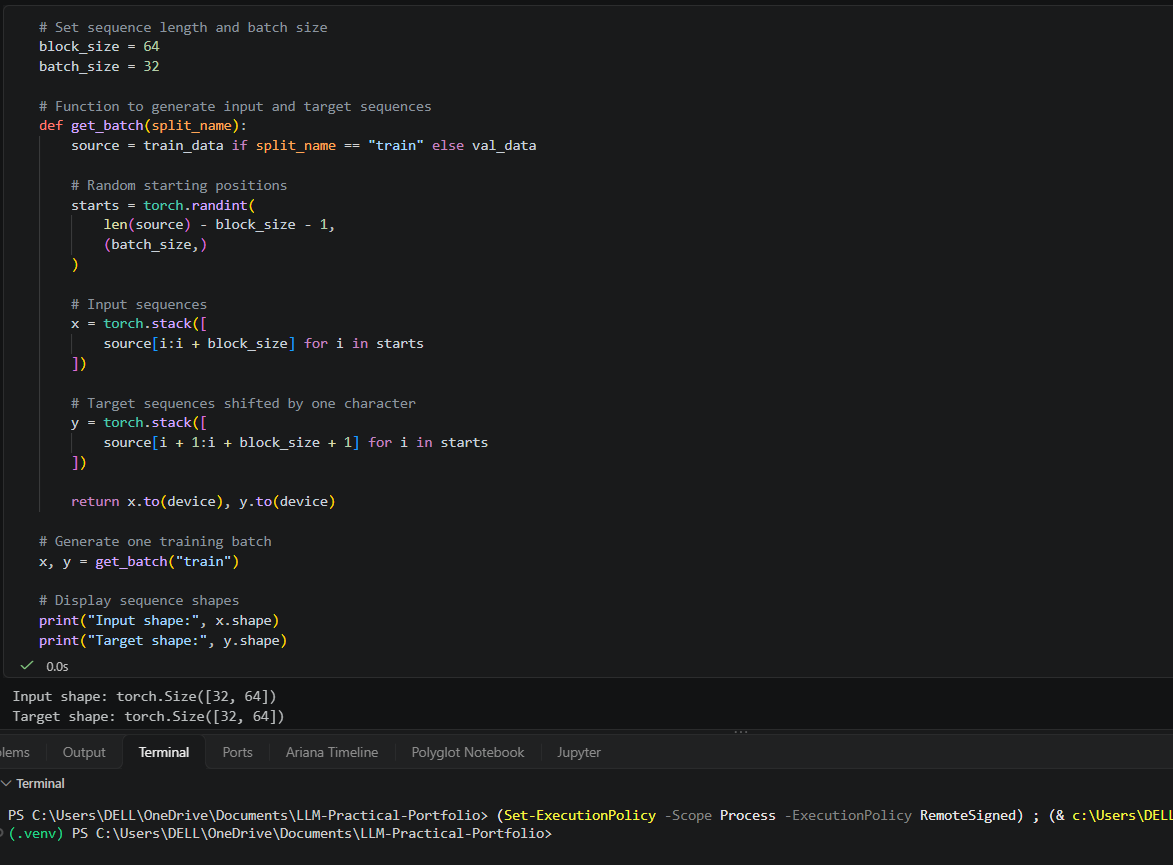 # Set sequence length and batch size
block_size = 64
batch_size = 32
# Function to generate input and target sequences
def get_batch(split_name):
source = train_data if split_name == "train" else val_data
# Random starting positions
starts = torch.randint(
len(source) - block_size - 1,
(batch_size,)
)
# Input sequences
x = torch.stack([
source[i:i + block_size] for i in starts
])
# Target sequences shifted by one character
y = torch.stack([
source[i + 1:i + block_size + 1] for i in starts
])
return x.to(device), y.to(device)
# Generate one training batch
x, y = get_batch("train")
# Display sequence shapes
print("Input shape:", x.shape)
print("Target shape:", y.shape)
0.0s
Input shape: torch.Size([32, 64])
Target shape: torch.Size([32, 64])
lems Output Terminal Ports Ariana Timeline Polyglot Notebook Jupyter
Terminal
PS C:\Users\DELL\OneDrive\Documents\LLM-Practical-Portfolio> (Set-ExecutionPolicy -Scope Process -ExecutionPolicy RemoteSigned) ; (& c:\Users\DELL
(.venv) PS C:\Users\DELL\OneDrive\Documents\LLM-Practical-Portfolio>